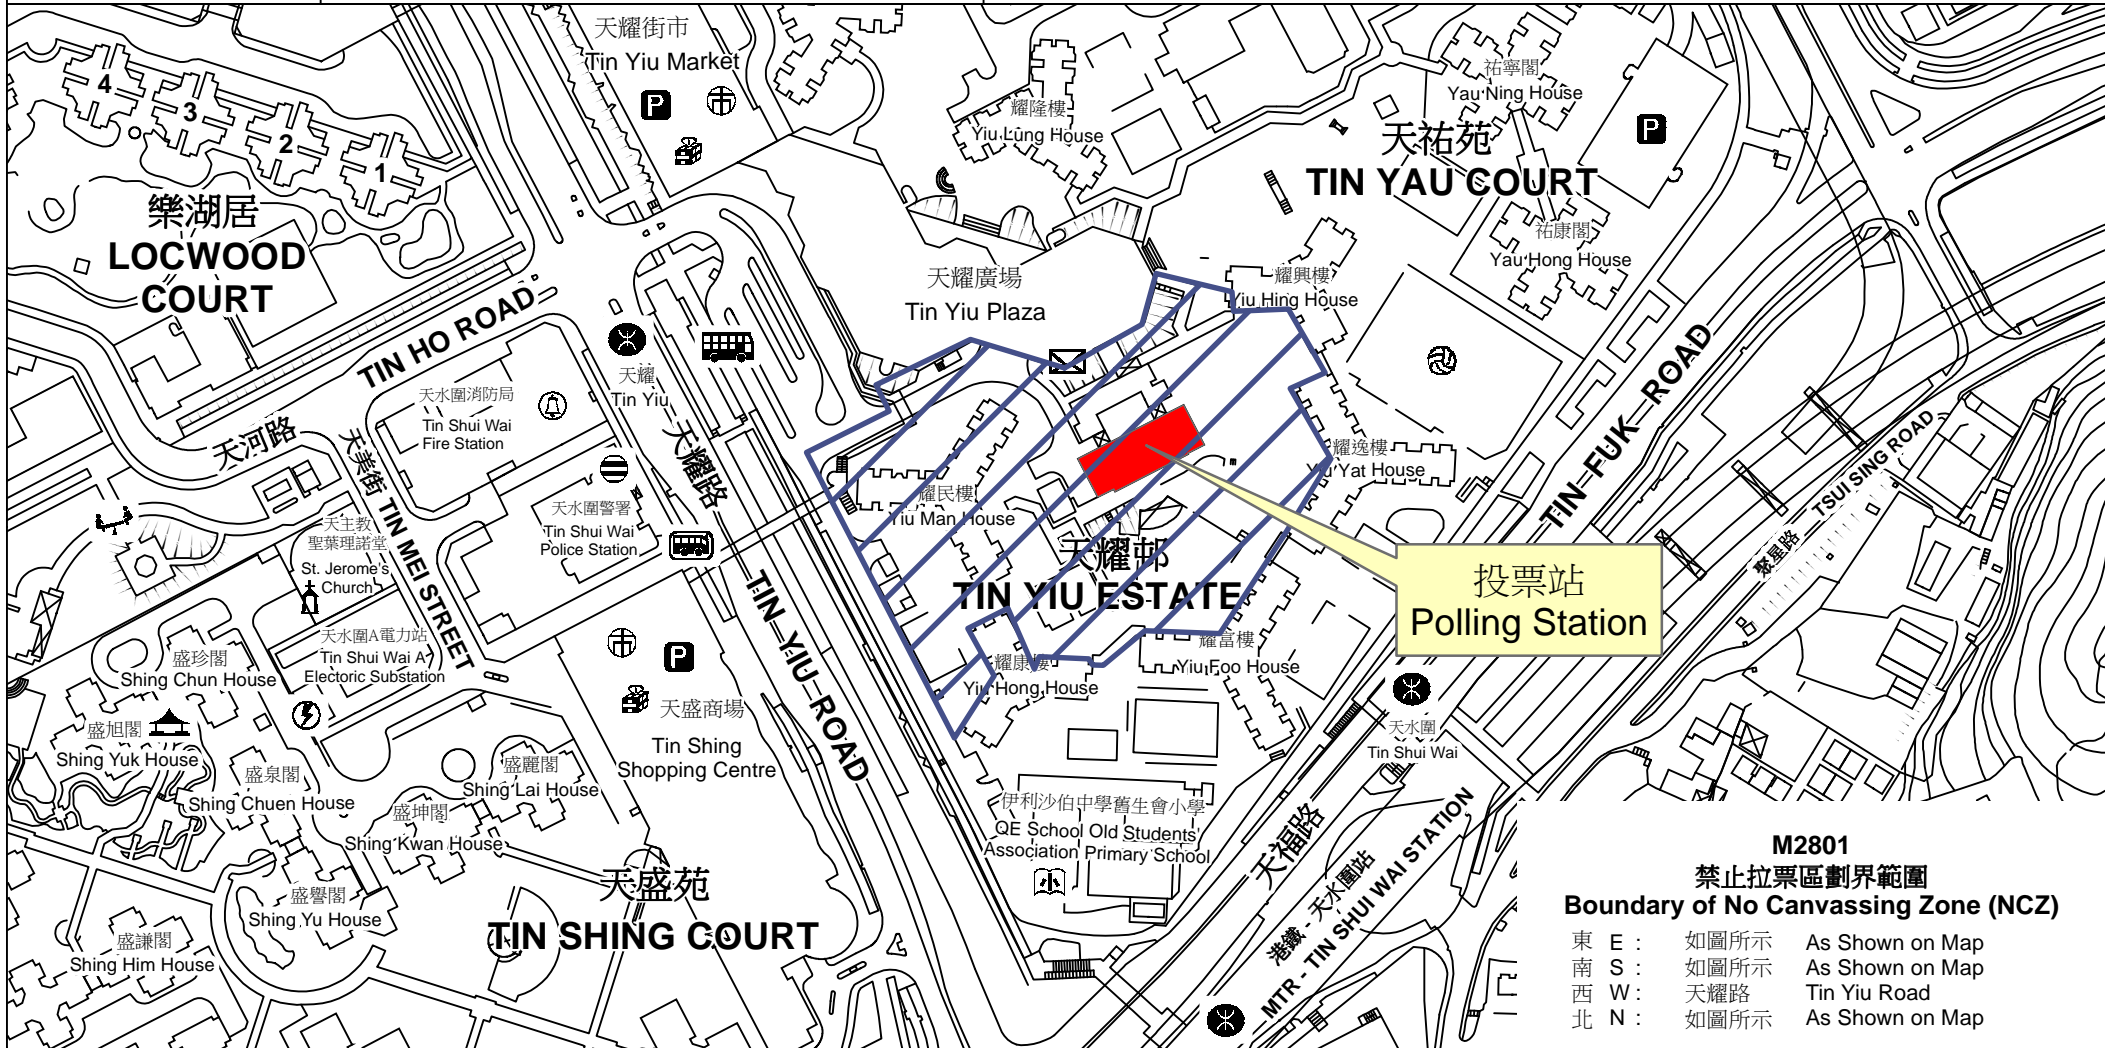 天耀街市
Tin Yiu Market
4
3
2
1
樂湖居
LOCWOOD
COURT
耀隆樓
Yiu Lung House
祐寧閣
Yau Ning House
P
P
天祐苑
TIN YAU COURT
祐康閣
Yau Hong House
天耀廣場
Tin Yiu Plaza
耀興樓
Yiu Hing House
TIN HO ROAD
天河路
天水圍消防局
Tin Shui Wai
Fire Station
天耀
Tin Yiu
天耀路
天美街 TIN MEI STREET
天水圍警署
Tin Shui Wai
Police Station
天主教
聖葉理諾堂
St. Jerome's
Church
耀民樓
Yiu Man House
耀逸樓
Yiu Yat House
TIN FUK ROAD
TSUI SING ROAD
聚星路
天耀邨
TIN YIU ESTATE
投票站
Polling Station
TIN YIU ROAD
天水圍A電力站
Tin Shui Wai A
Electoric Substation
盛珍閣
Shing Chun House
P
耀康樓
Yiu Hong House
耀富樓
Yiu Foo House
天水圍
Tin Shui Wai
盛旭閣
Shing Yuk House
天盛商場
Tin Shing
Shopping Centre
盛泉閣
Shing Chuen House
盛麗閣
Shing Lai House
盛坤閣
Shing Kwan House
伊利沙伯中學舊生會小學
QE School Old Students'
Association Primary School
小
天福路
港鐵 - 天水圍站
MTR - TIN SHUI WAI STATION
天盛苑
TIN SHING COURT
盛譽閣
Shing Yu House
盛謙閣
Shing Him House
M2801
禁止拉票區劃界範圍
Boundary of No Canvassing Zone (NCZ)
東 E : 如圖所示 As Shown on Map
南 S : 如圖所示 As Shown on Map
西 W : 天耀路 Tin Yiu Road
北 N : 如圖所示 As Shown on Map